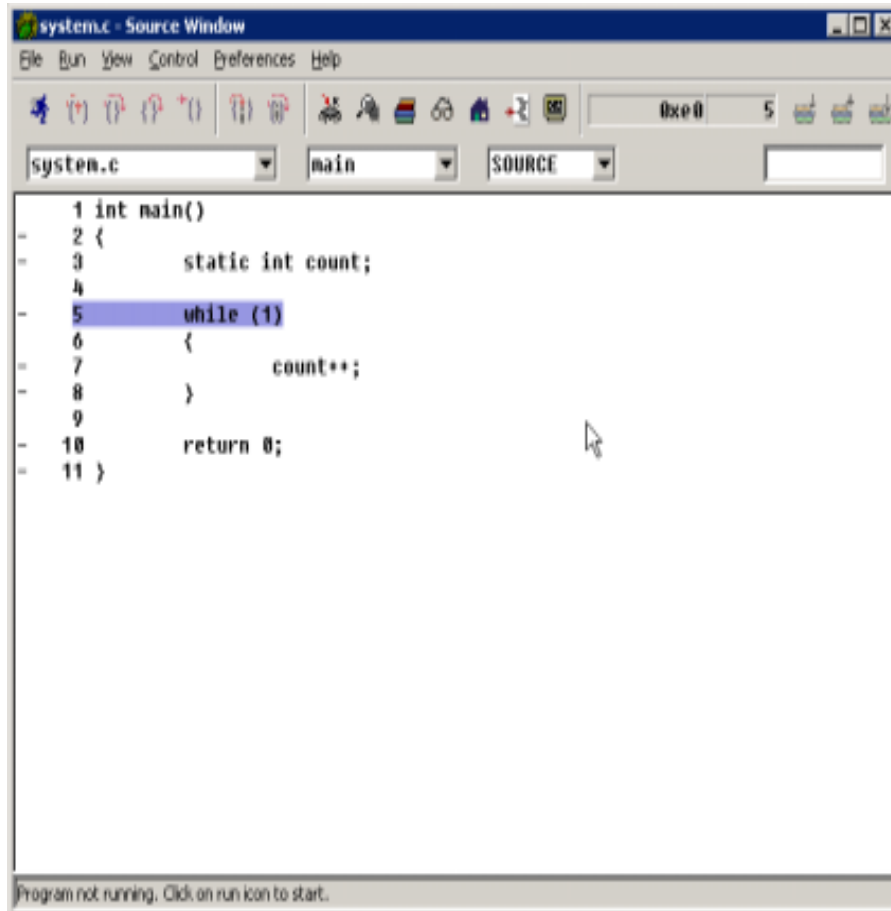 system.c - Source Window
File Run View Control Preferences Help
0xe0 5
system.c main SOURCE
1 int main()
2 {
3 static int count;
4
5 while (1)
6 {
7 count++;
8 }
9
10 return 0;
11 }
Program not running. Click on run icon to start.